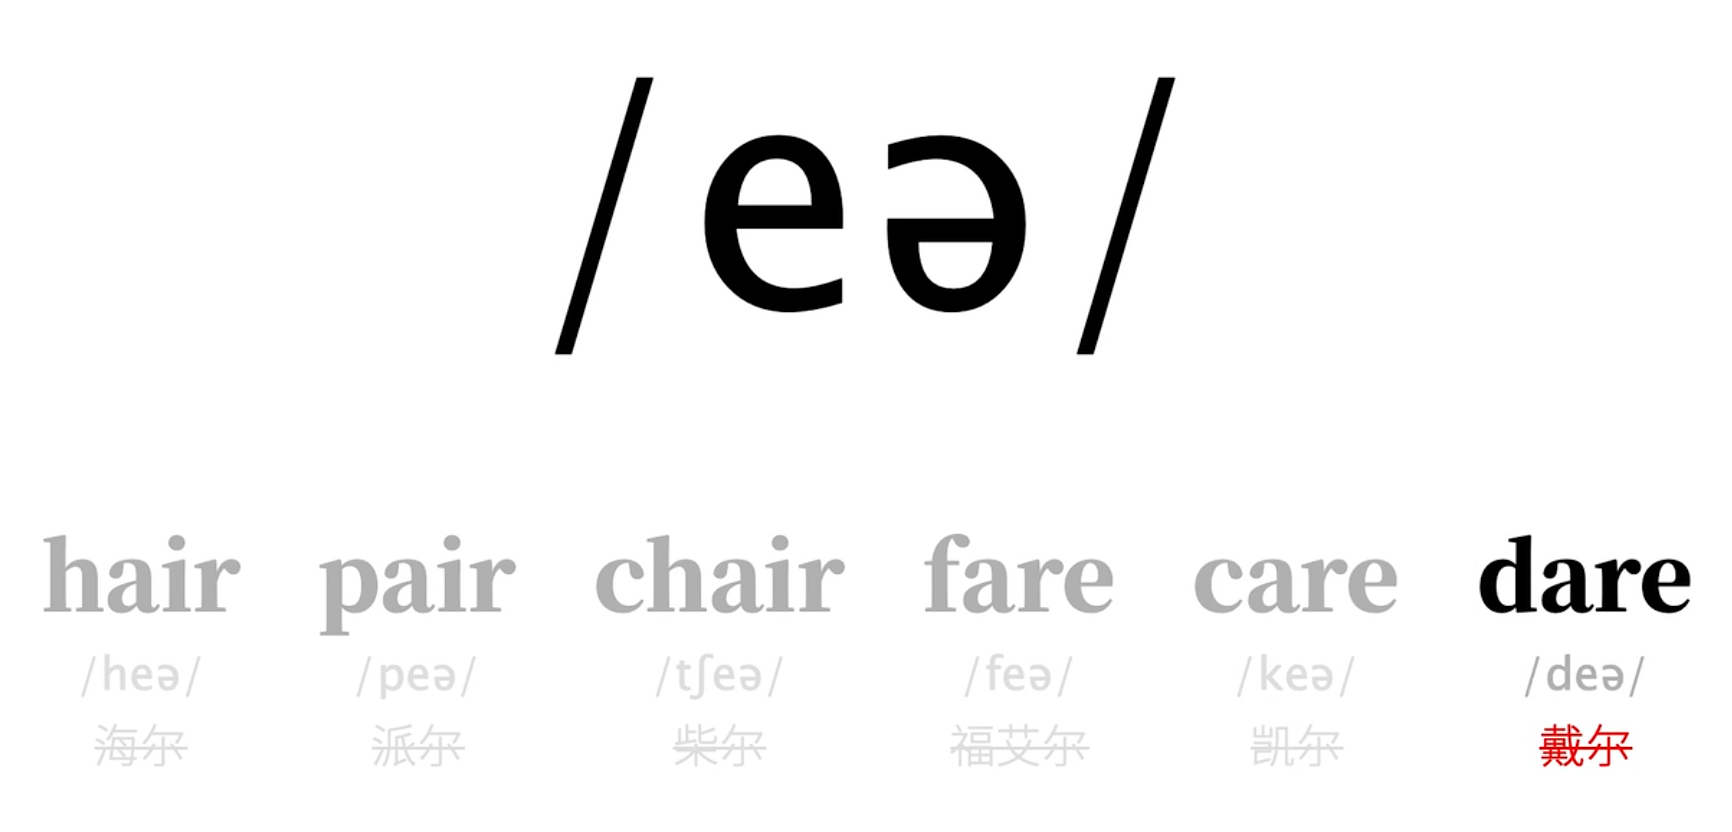 /eə/
hair pair chair fare care dare
/heə/ /peə/ /tʃeə/ /feə/ /keə/ /deə/
海尔 派尔 柴尔 福艾尔 凯尔 戴尔